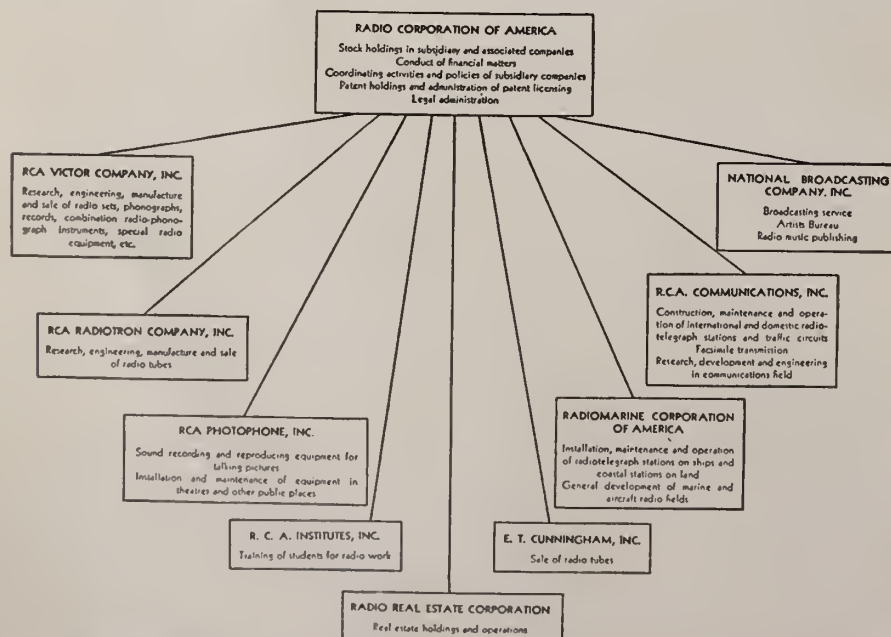 RADIO CORPORATION OF AMERICA
Stock holdings in subsidiary and associated companies
Conduct of financial matters
Coordinating activities and policies of subsidiary companies
Patent holdings and administration of patent licensing
Legal administration
RCA VICTOR COMPANY, INC.
Research, engineering, manufacture
and sale of radio sets, phonographs,
records, combination radio-phono-
graph instruments, special radio
equipment, etc.
NATIONAL BROADCASTING
COMPANY, INC.
Broadcasting service
Artists Bureau
Radio music publishing
RCA RADIOTRON COMPANY, INC.
Research, engineering, manufacture and sale
of radio tubes
R.C.A. COMMUNICATIONS, INC.
Construction, maintenance and opera-
tion of international and domestic radio-
telegraph stations and traffic circuits
Facsimile transmission
Research, development and engineering
in communications field
RCA PHOTOPHONE, INC.
Sound recording and reproducing equipment for
talking pictures
Installation and maintenance of equipment in
theatres and other public places
RADIOMARINE CORPORATION
OF AMERICA
Installation, maintenance and operation
of radiotelegraph stations on ships and
coastal stations on land
General development of marine and
aircraft radio fields
R. C. A. INSTITUTES, INC.
Training of students for radio work
E. T. CUNNINGHAM, INC.
Sale of radio tubes
RADIO REAL ESTATE CORPORATION
Real estate holdings and operations